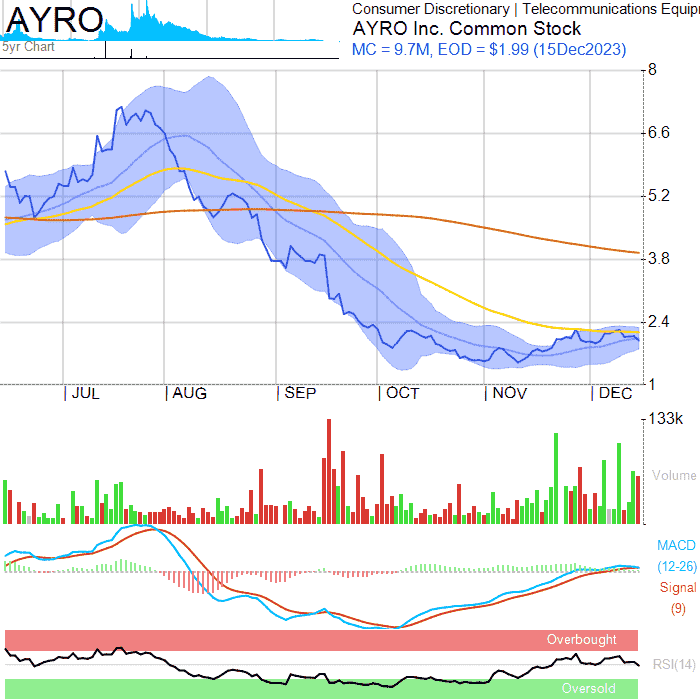 AYRO
5yr Chart
Consumer Discretionary | Telecommunications Equip
AYRO Inc. Common Stock
MC = 9.7M, EOD = $1.99 (15Dec2023)
8
6.6
5.2
3.8
2.4
1
JUL AUG SEP OCT NOV DEC
133k
Volume
MACD
(12-26)
Signal
(9)
Overbought
RSI(14)
Oversold